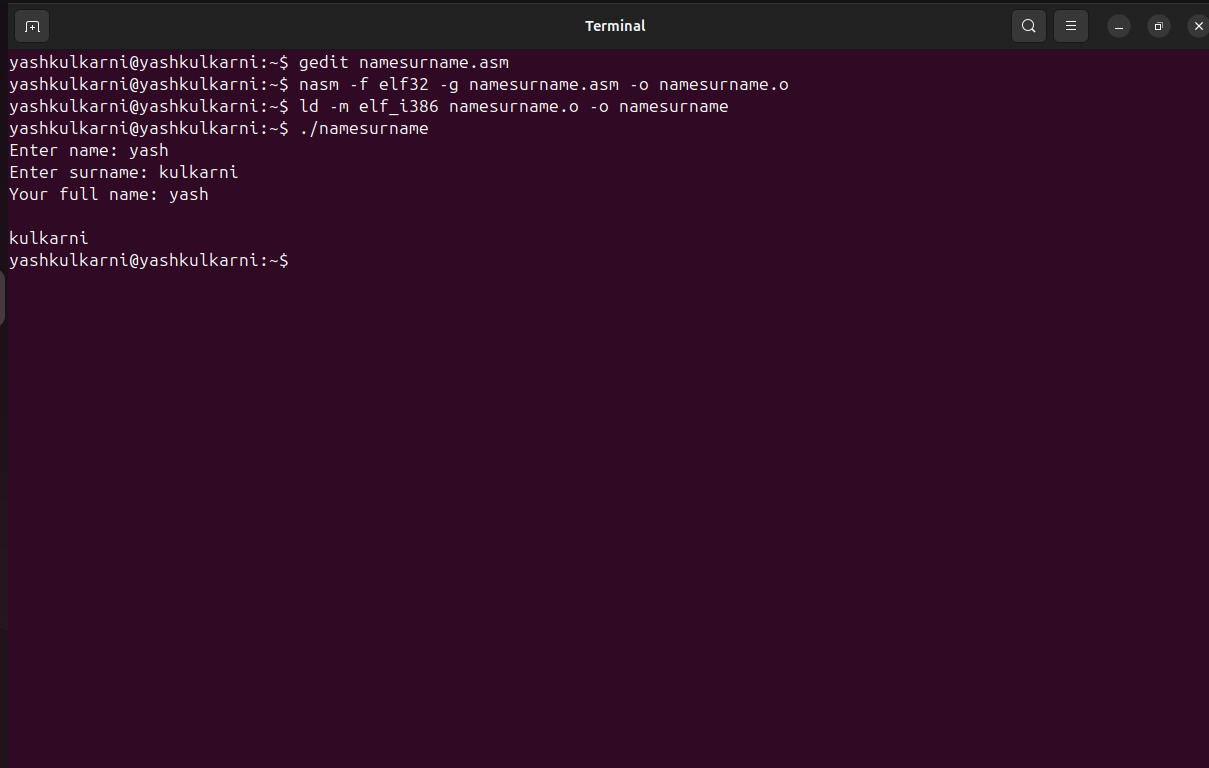 Terminal
yashkulkarni@yashkulkarni:~$ gedit namesurname.asm
yashkulkarni@yashkulkarni:~$ nasm -f elf32 -g namesurname.asm -o namesurname.o
yashkulkarni@yashkulkarni:~$ ld -m elf_i386 namesurname.o -o namesurname
yashkulkarni@yashkulkarni:~$ ./namesurname
Enter name: yash
Enter surname: kulkarni
Your full name: yash
kulkarni
yashkulkarni@yashkulkarni:~$